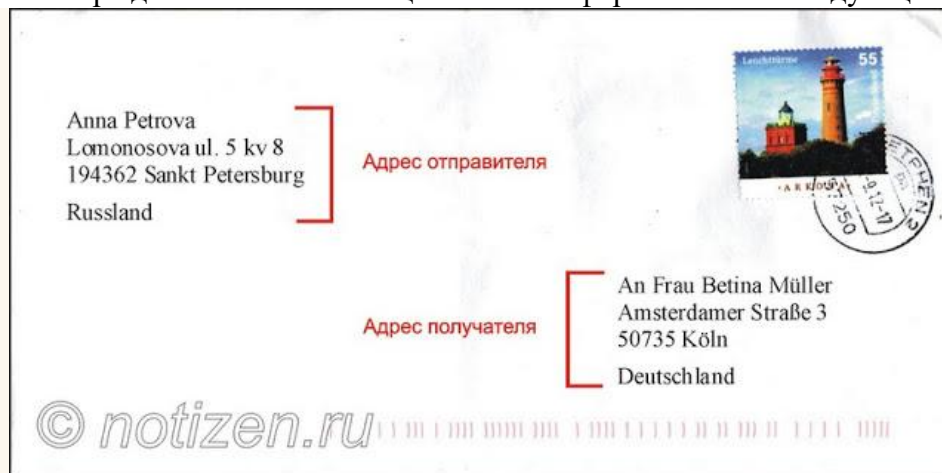 Anna Petrova
Lomonosova ul. 5 kv 8
194362 Sankt Petersburg
Russland
Адрес отправителя
Leuchttürme
55
An Frau Betina Müller
Amsterdamer Straße 3
50735 Köln
Deutschland
Адрес получателя
© notizen.ru